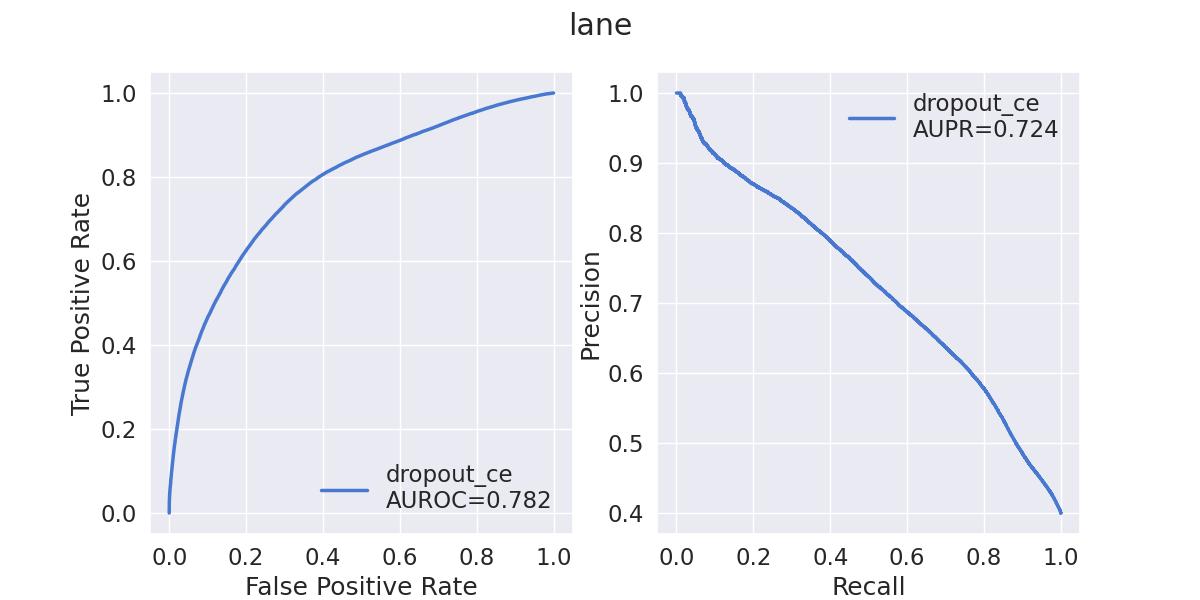 lane
True Positive Rate
1.0
0.8
0.6
0.4
0.2
0.0
dropout_ce
AUROC=0.782
0.0 0.2 0.4 0.6 0.8 1.0
False Positive Rate
Precision
1.0
0.9
0.8
0.7
0.6
0.5
0.4
dropout_ce
AUPR=0.724
0.0 0.2 0.4 0.6 0.8 1.0
Recall